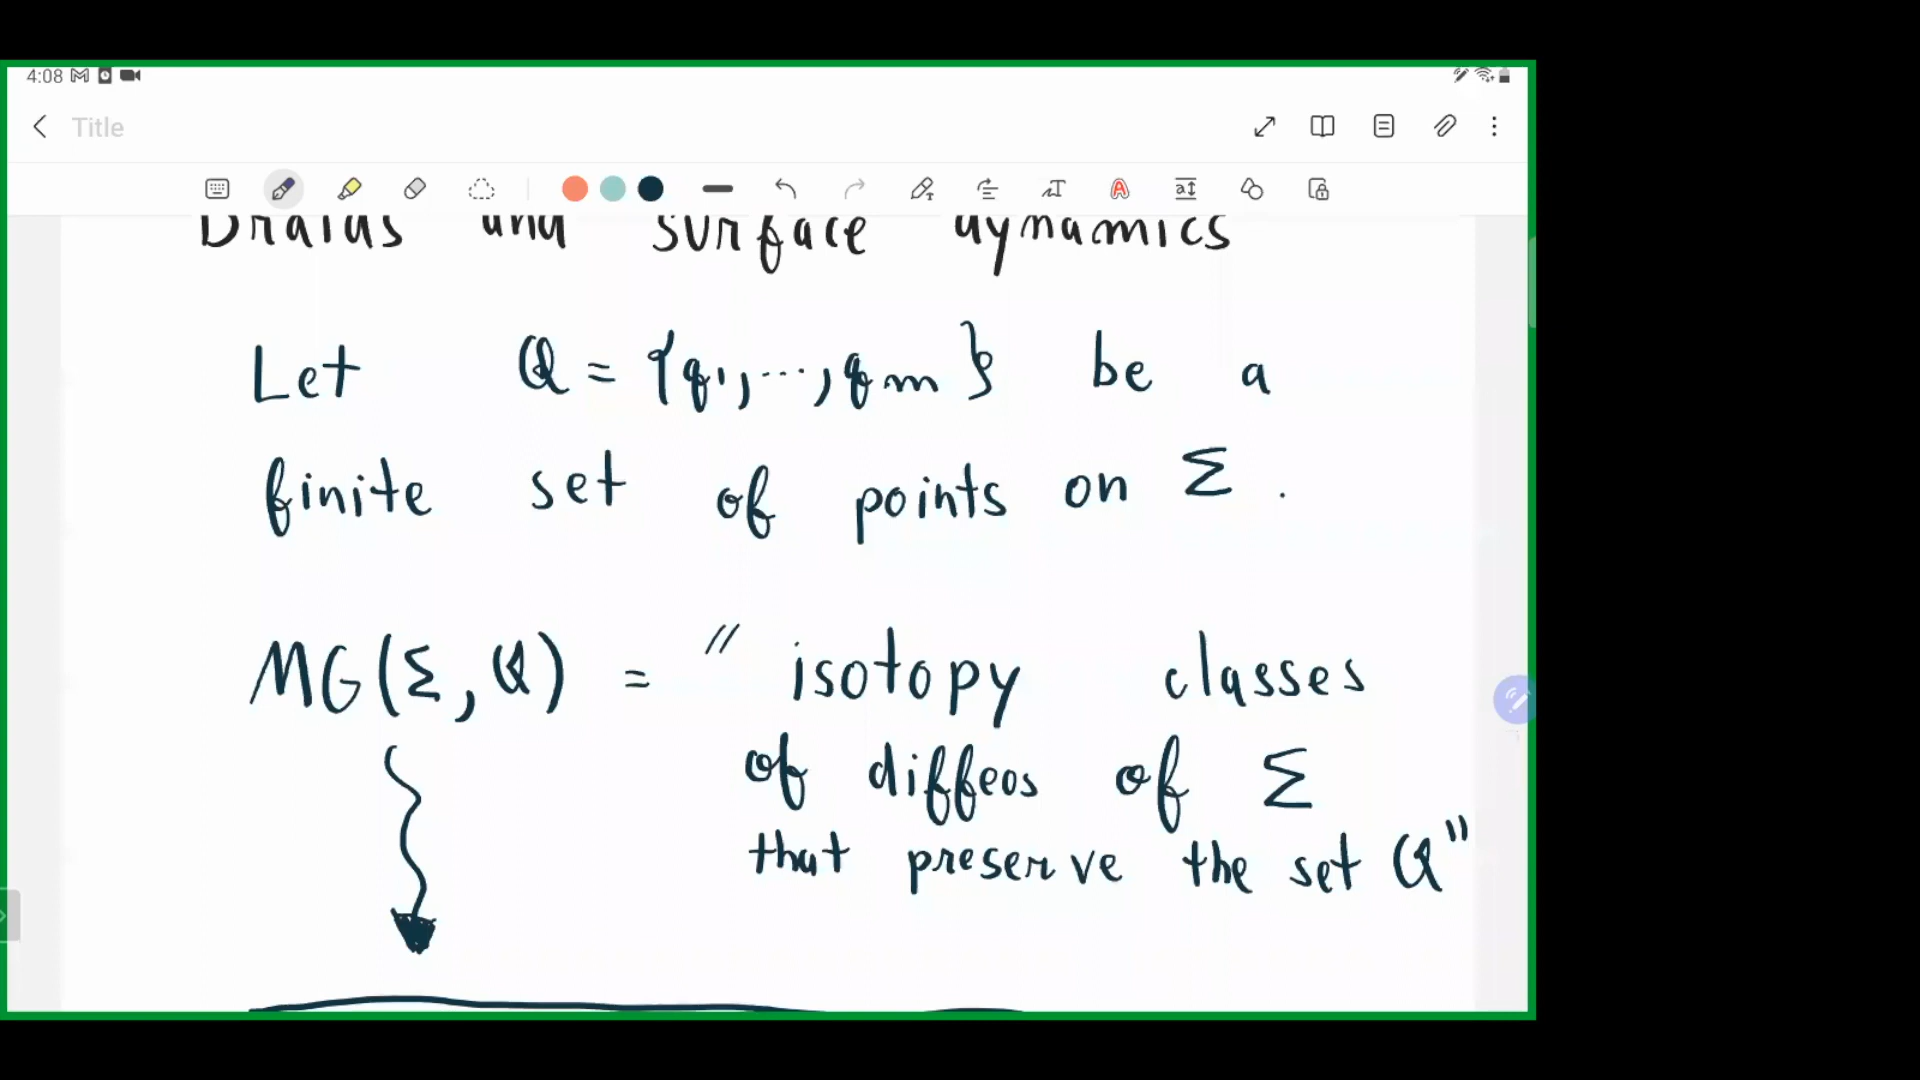 4:08
Title
Braids and surface dynamics
Let Q = {q1, ..., qm} be a
finite set of points on Σ.
MG(Σ, Q) = "isotopy classes
of diffeos of Σ
that preserve the set Q"